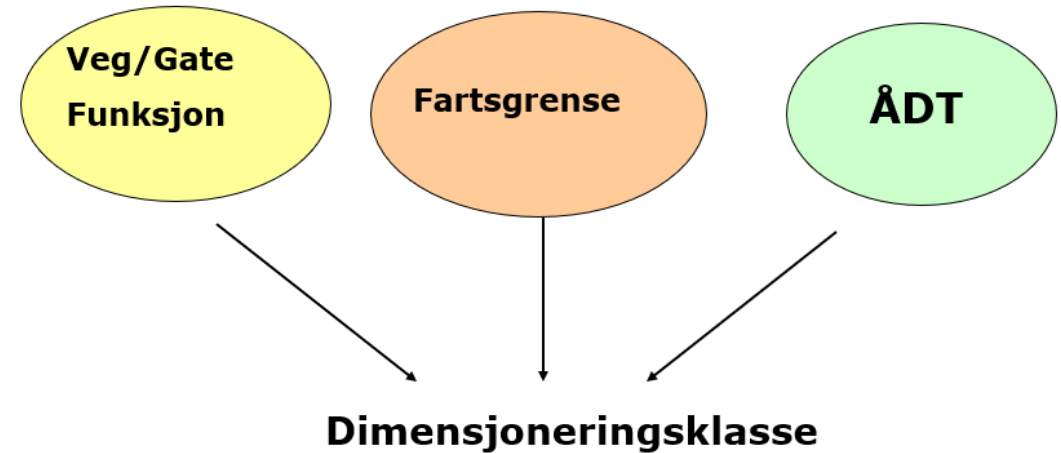 Veg/Gate
Funksjon
Fartsgrense
ÅDT
Dimensjoneringsklasse